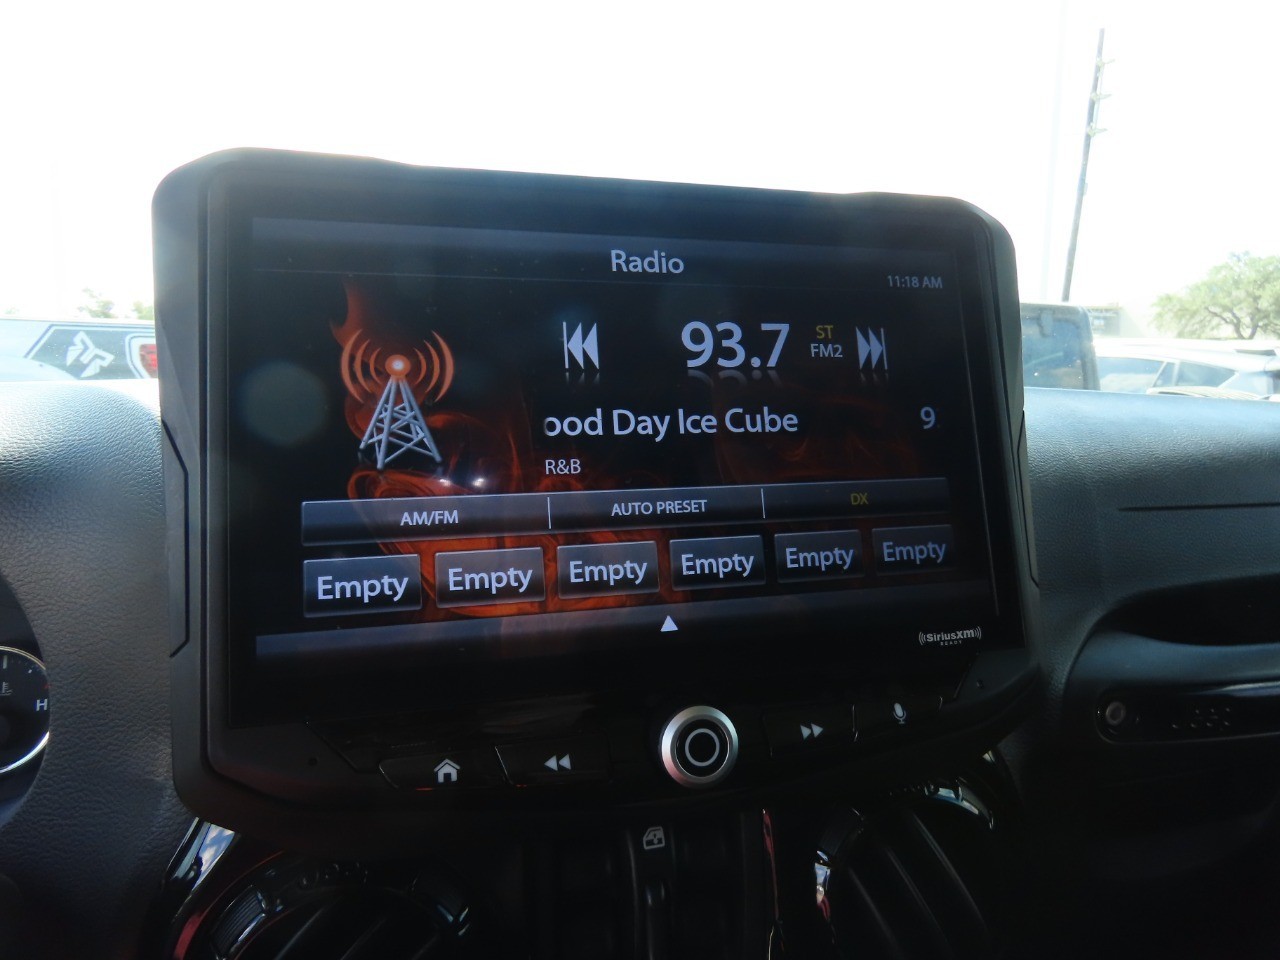 Radio
11:18 AM
93.7
ST
FM2
ood Day Ice Cube 9
R&B
AM/FM AUTO PRESET DX
Empty Empty Empty Empty Empty Empty
SiriusXM
READY
H